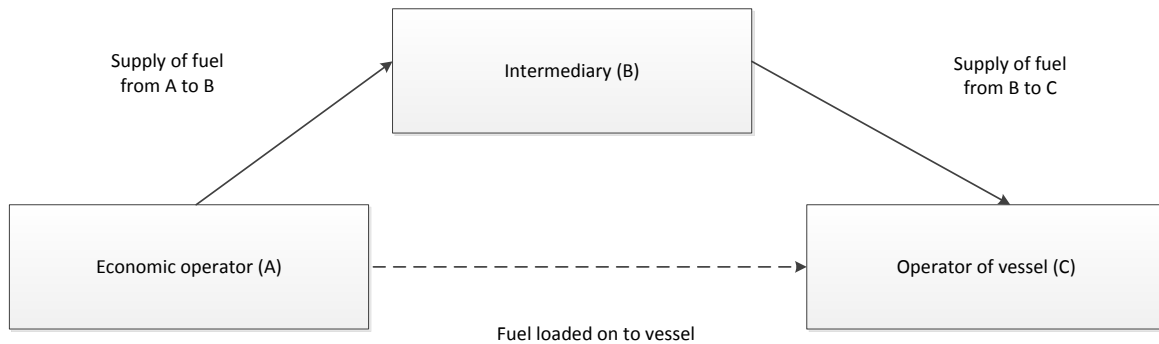 Supply of fuel
from A to B
Intermediary (B)
Supply of fuel
from B to C
Economic operator (A)
Operator of vessel (C)
Fuel loaded on to vessel